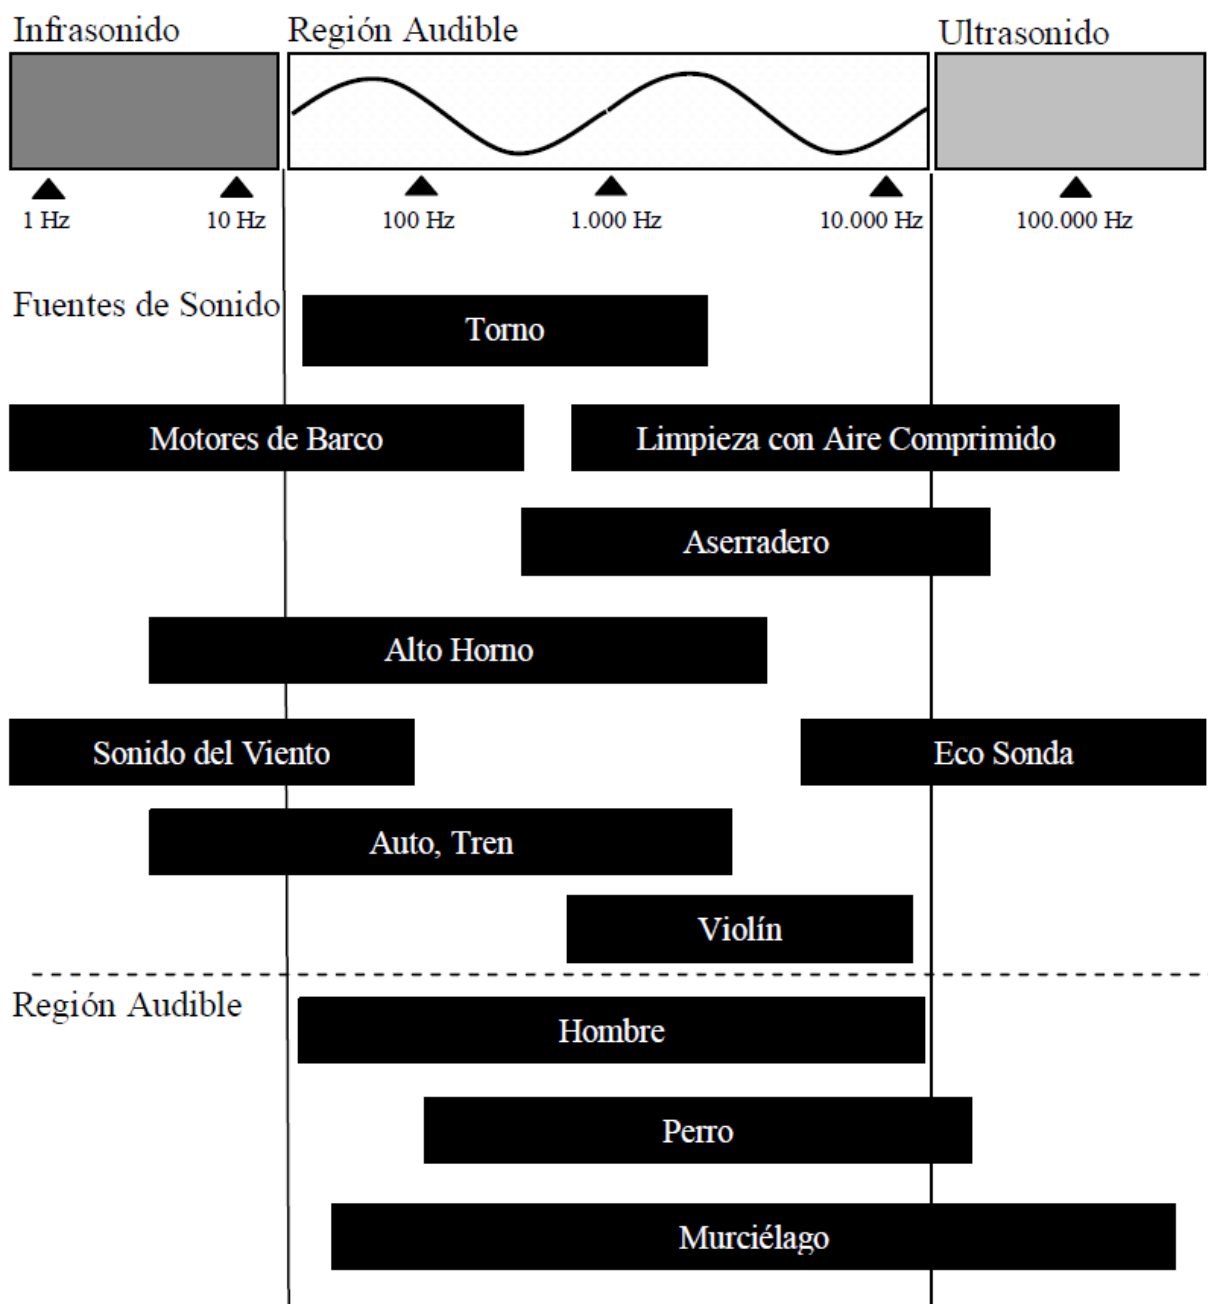 Infrasonido
Región Audible
Ultrasonido
1 Hz
10 Hz
100 Hz
1.000 Hz
10.000 Hz
100.000 Hz
Fuentes de Sonido
Torno
Motores de Barco
Limpieza con Aire Comprimido
Aserradero
Alto Horno
Sonido del Viento
Eco Sonda
Auto, Tren
Violín
Región Audible
Hombre
Perro
Murciélago